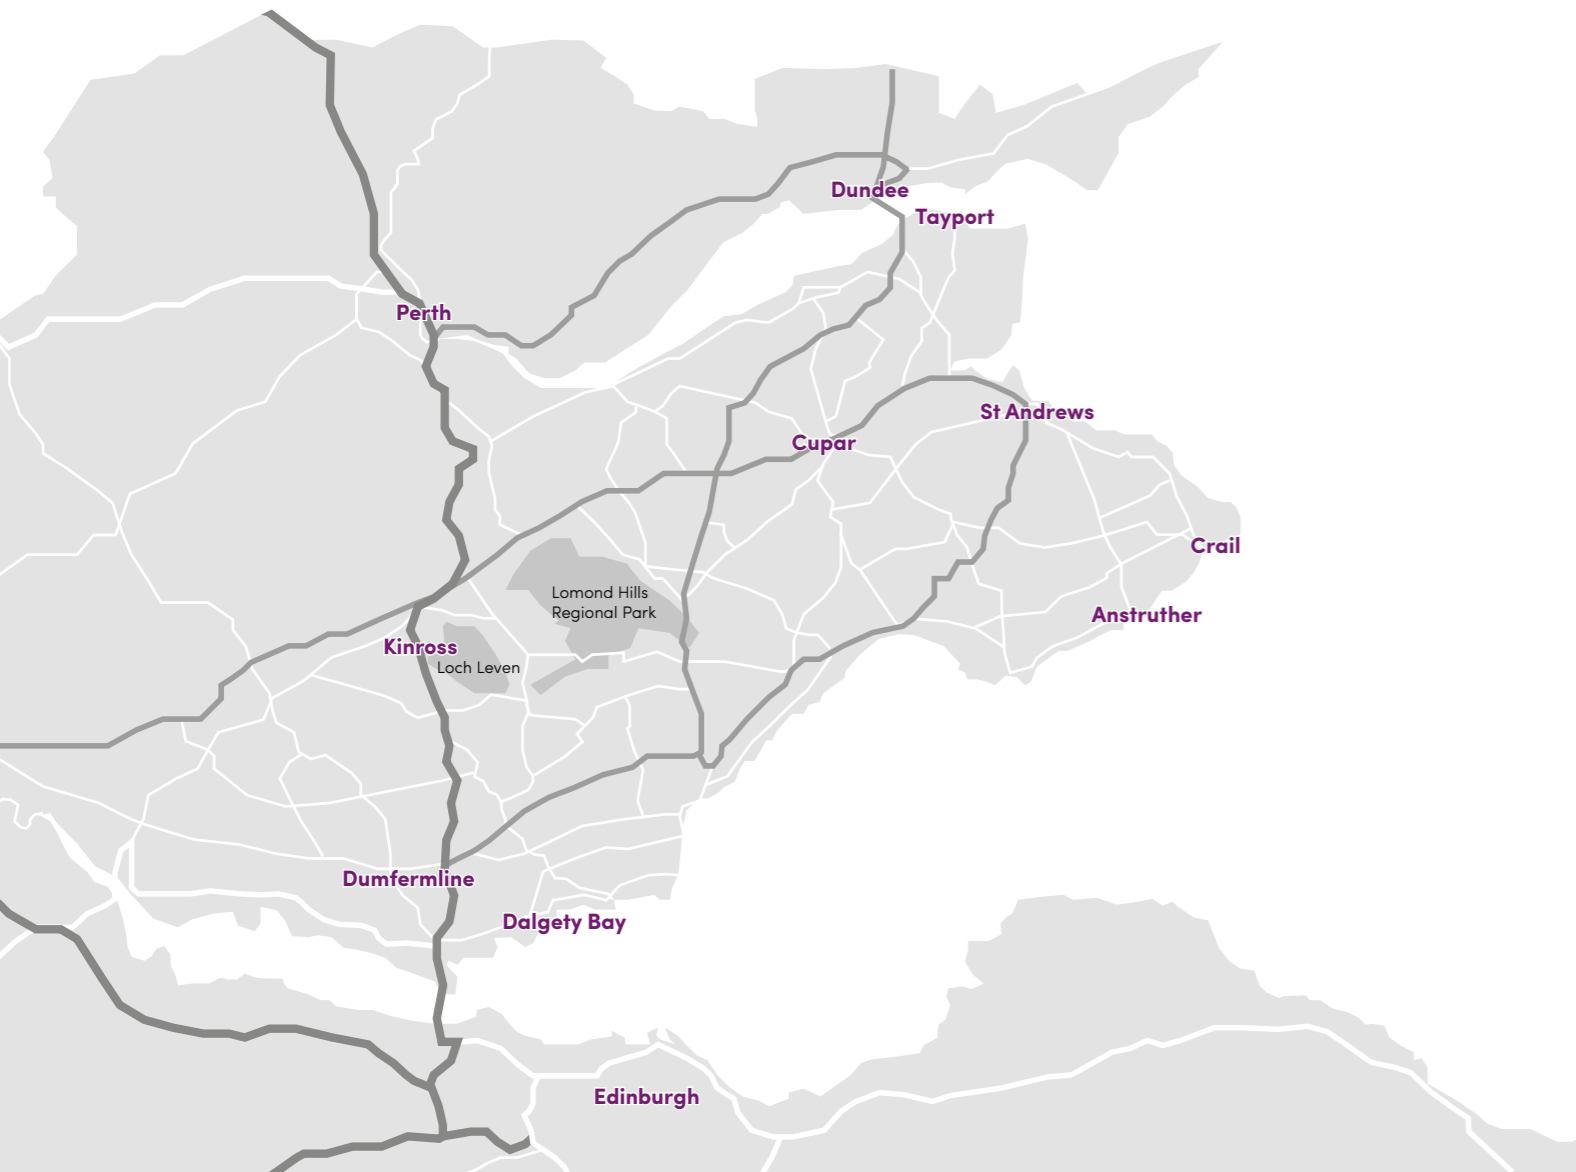 Dundee
Tayport
Perth
St Andrews
Cupar
Crail
Lomond Hills
Regional Park
Anstruther
Kinross
Loch Leven
Dumfermline
Dalgety Bay
Edinburgh